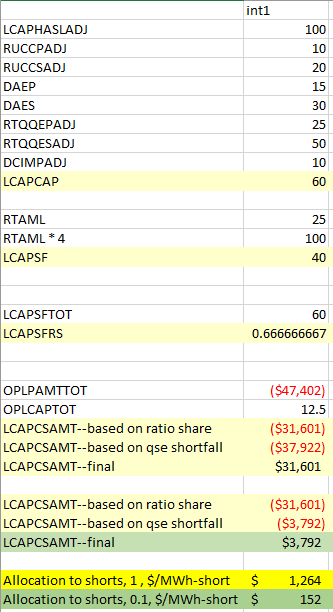 int1
LCAPHASLADJ 100
RUCCPADJ 10
RUCCSADJ 20
DAEP 15
DAES 30
RTQQEPADJ 25
RTQQESADJ 50
DCIMPADJ 10
LCAPCAP 60
RTAML 25
RTAML * 4 100
LCAPSF 40
LCAPSFTOT 60
LCAPSFRS 0.666666667
OPLPAMTTOT ($47,402)
OPLCAPTOT 12.5
LCAPCSAMT--based on ratio share ($31,601)
LCAPCSAMT--based on qse shortfall ($37,922)
LCAPCSAMT--final $31,601
LCAPCSAMT--based on ratio share ($31,601)
LCAPCSAMT--based on qse shortfall ($3,792)
LCAPCSAMT--final $3,792
Allocation to shorts, 1 , $/MWh-short $ 1,264
Allocation to shorts, 0.1, $/MWh-short $ 152